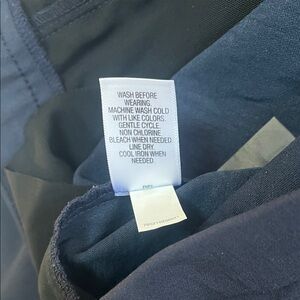 WASH BEFORE
WEARING.
MACHINE WASH COLD
WITH LIKE COLORS.
GENTLE CYCLE.
NON CHLORINE
BLEACH WHEN NEEDED.
LINE DRY.
COOL IRON WHEN
NEEDED.